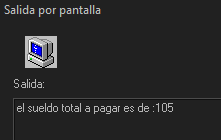 Salida por pantalla
Salida:
el sueldo total a pagar es de :105